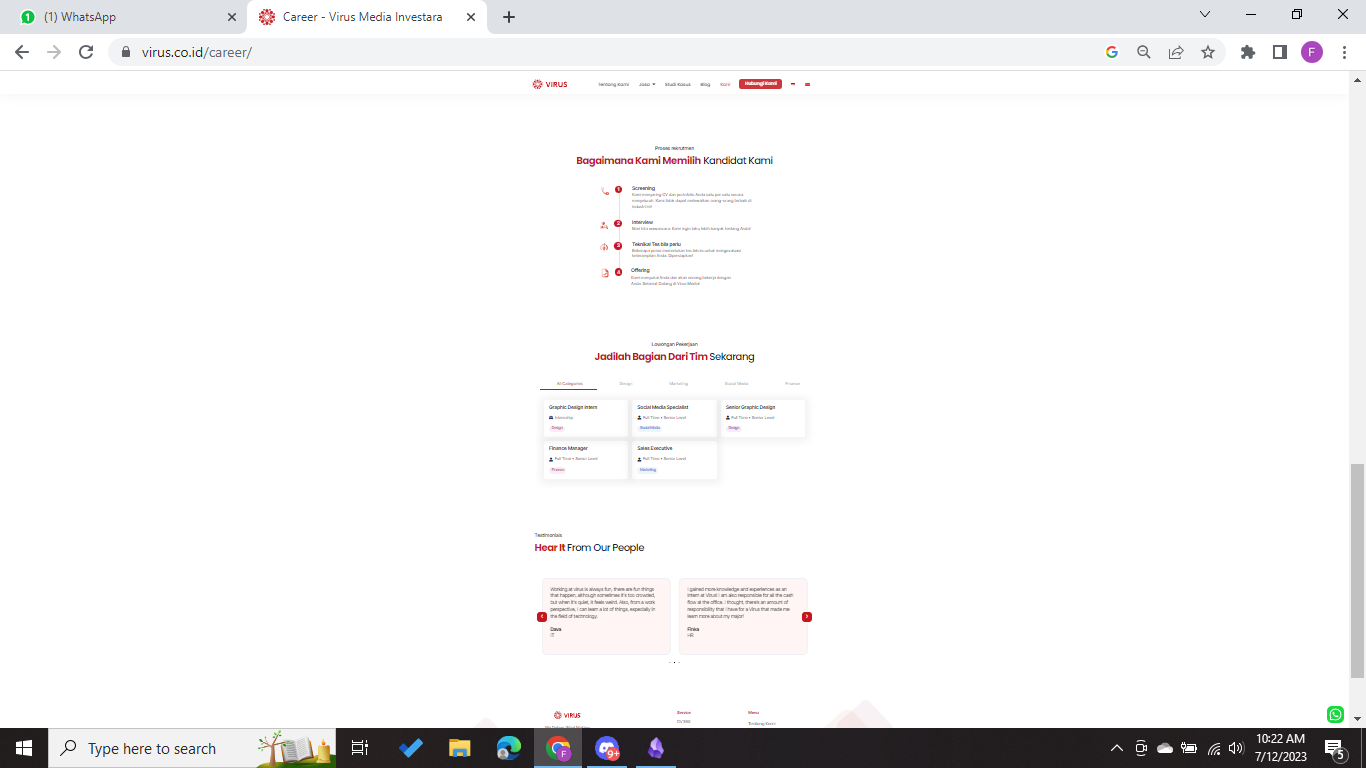 (1) WhatsApp
Career - Virus Media Investara
virus.co.id/career/
F
VIRUS
Tentang Kami
Jasa
Studi Kasus
Blog
Karir
Hubungi Kami
Proses rekrutmen
Bagaimana Kami Memilih Kandidat Kami
1
Screening
2
Interview
3
Teknikal Tes bila perlu
4
Offering
Lowongan Pekerjaan
Jadilah Bagian Dari Tim Sekarang
All Categories
Design
Marketing
Social Media
Finance
Graphic Design Intern
Internship
Design
Social Media Specialist
Full Time • Senior Level
Social Media
Senior Graphic Design
Full Time • Senior Level
Design
Finance Manager
Full Time • Senior Level
Finance
Sales Executive
Full Time • Senior Level
Marketing
Testimonials
Hear It From Our People
Working at virus is always fun, there are fun things
that happen, although sometimes it's too crowded,
but when it's quiet, it feels weird. Also, from a work
perspective, I can learn a lot of things, especially in
the field of technology.
Dava
IT
I gained more knowledge and experiences as an
Intern at Virus! I am also responsible for all the cash
flow at the office. I thought, there's an amount of
responsibility that I have for a Virus that made me
learn more about my major!
Finka
HR
VIRUS
Service
Menu
Tentang Kami
Type here to search
F
9+
10:22 AM
7/12/2023
5